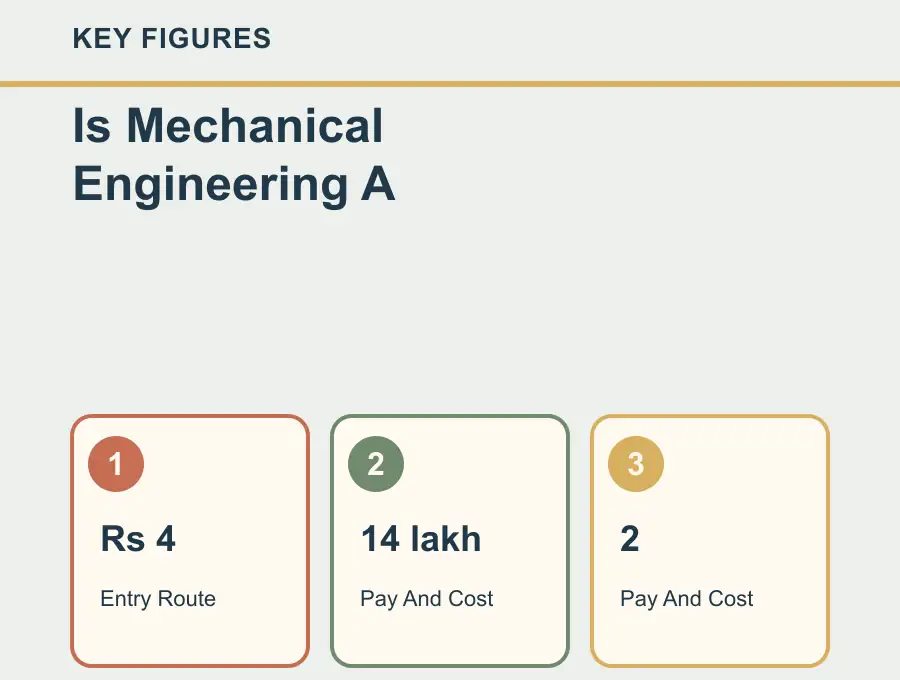 KEY FIGURES
Is Mechanical
Engineering A
1
Rs 4
Entry Route
2
14 lakh
Pay And Cost
3
2
Pay And Cost